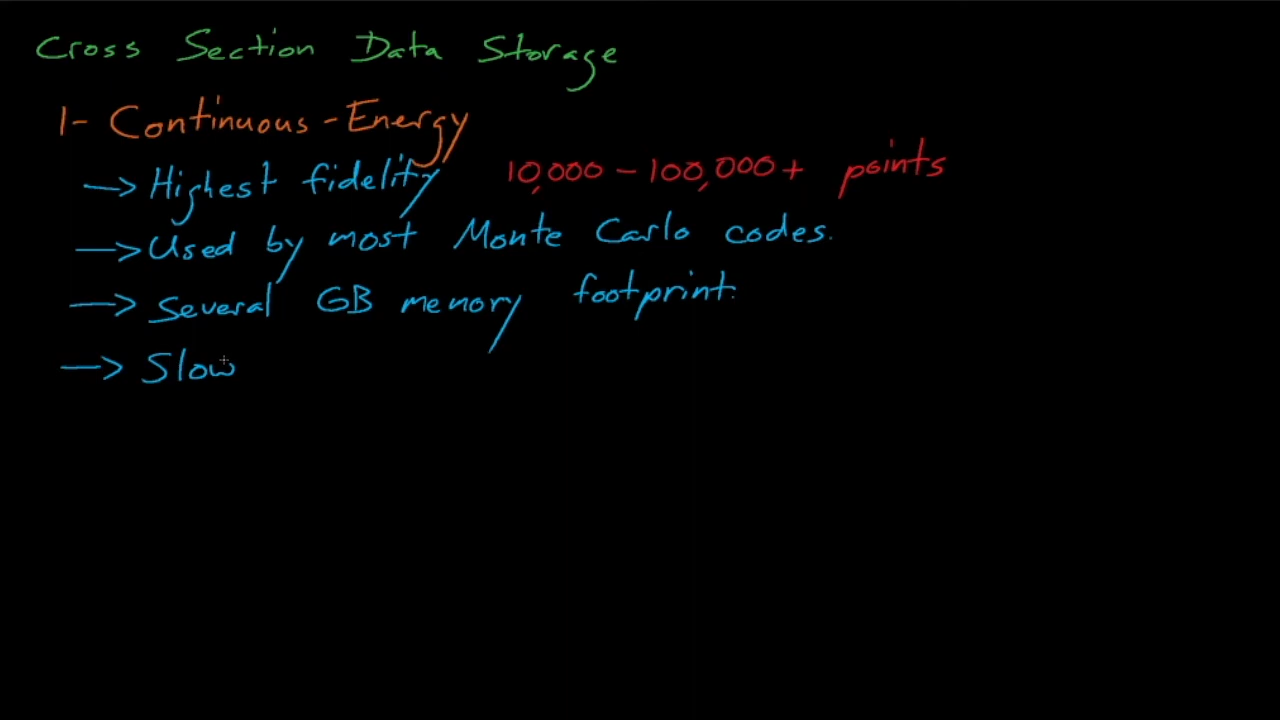 Cross Section Data Storage
1- Continuous-Energy
→ Highest fidelity 10,000 - 100,000+ points
→ Used by most Monte Carlo codes.
→ Several GB memory footprint.
→ Slow